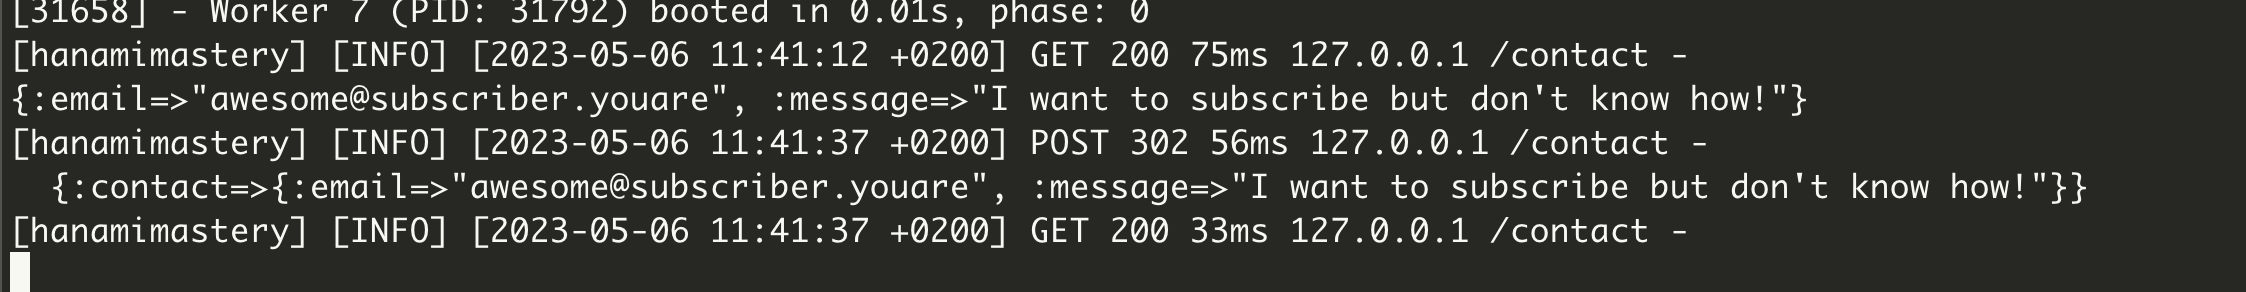 [31658] - Worker 7 (PID: 31792) booted in 0.01s, phase: 0
[hanamimastery] [INFO] [2023-05-06 11:41:12 +0200] GET 200 75ms 127.0.0.1 /contact -
{:email=>"awesome@subscriber.youare", :message=>"I want to subscribe but don't know how!"}
[hanamimastery] [INFO] [2023-05-06 11:41:37 +0200] POST 302 56ms 127.0.0.1 /contact -
  {:contact=>{:email=>"awesome@subscriber.youare", :message=>"I want to subscribe but don't know how!"}}
[hanamimastery] [INFO] [2023-05-06 11:41:37 +0200] GET 200 33ms 127.0.0.1 /contact -